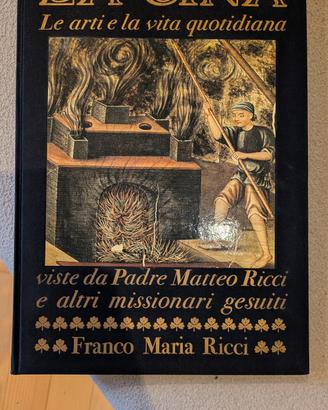 LA CINA
Le arti e la vita quotidiana
viste da Padre Matteo Ricci
e altri missionari gesuiti
Franco Maria Ricci